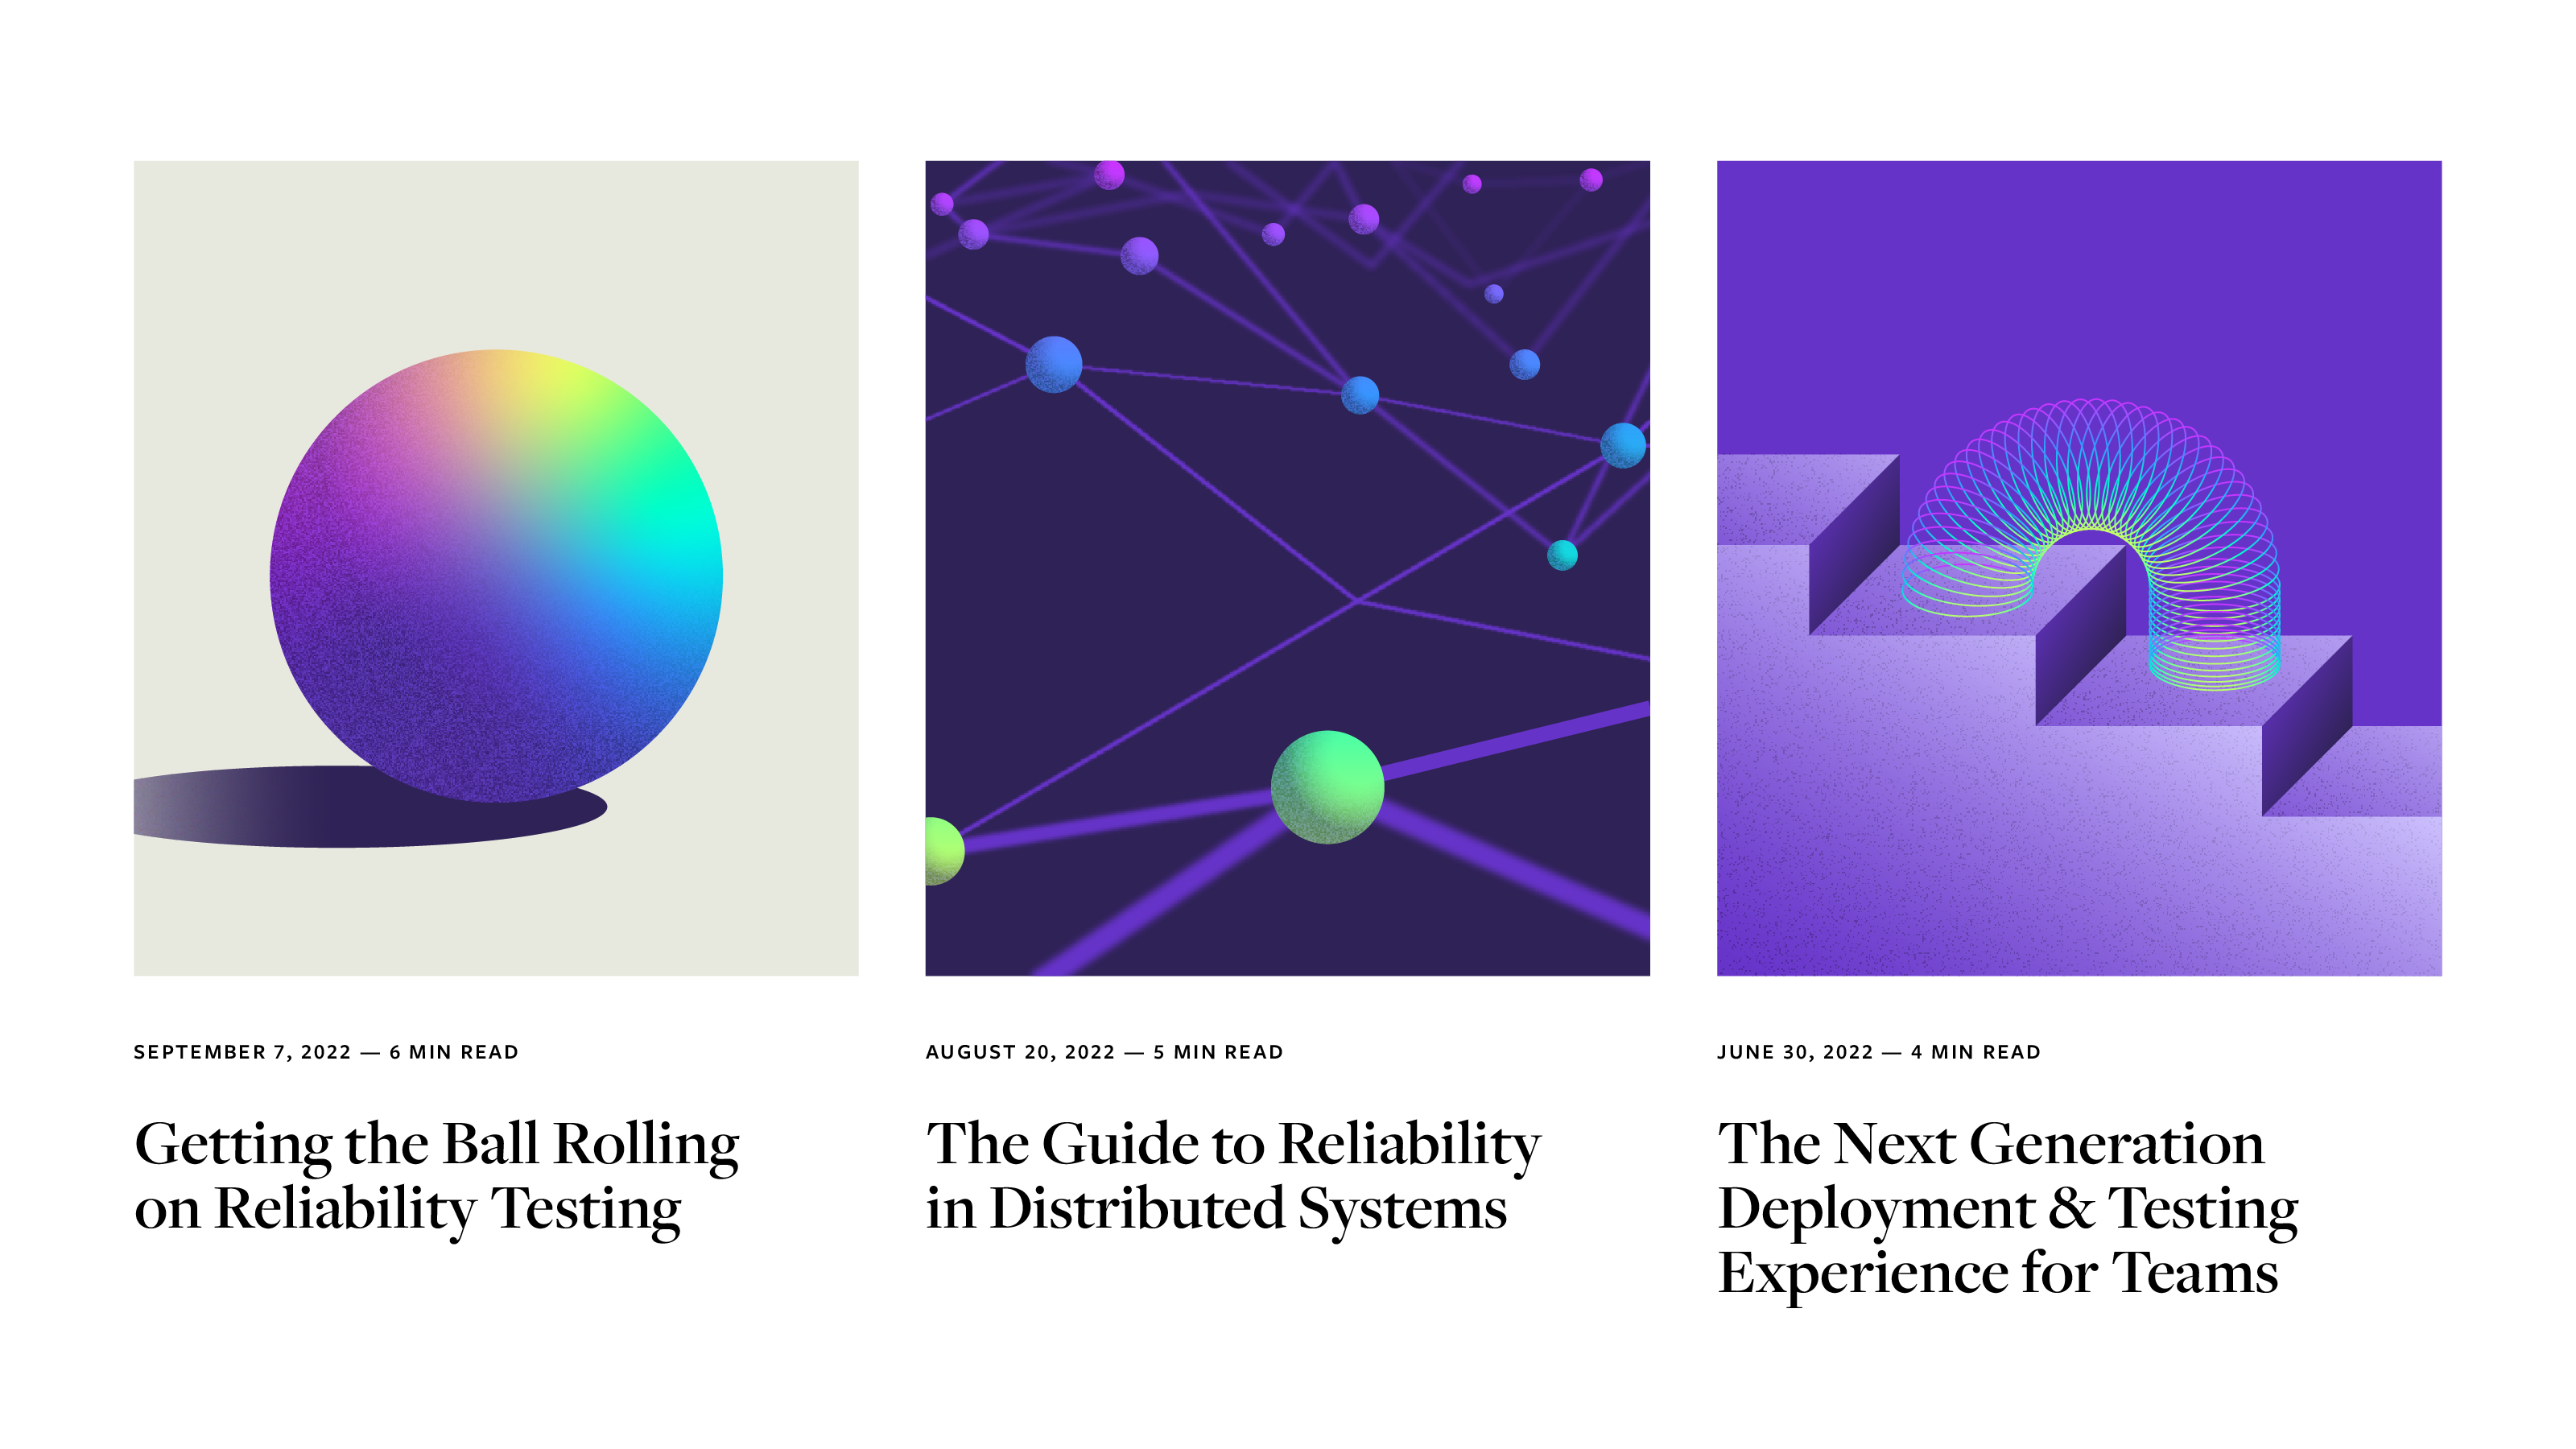 SEPTEMBER 7, 2022 — 6 MIN READ
Getting the Ball Rolling
on Reliability Testing
AUGUST 20, 2022 — 5 MIN READ
The Guide to Reliability
in Distributed Systems
JUNE 30, 2022 — 4 MIN READ
The Next Generation
Deployment & Testing
Experience for Teams